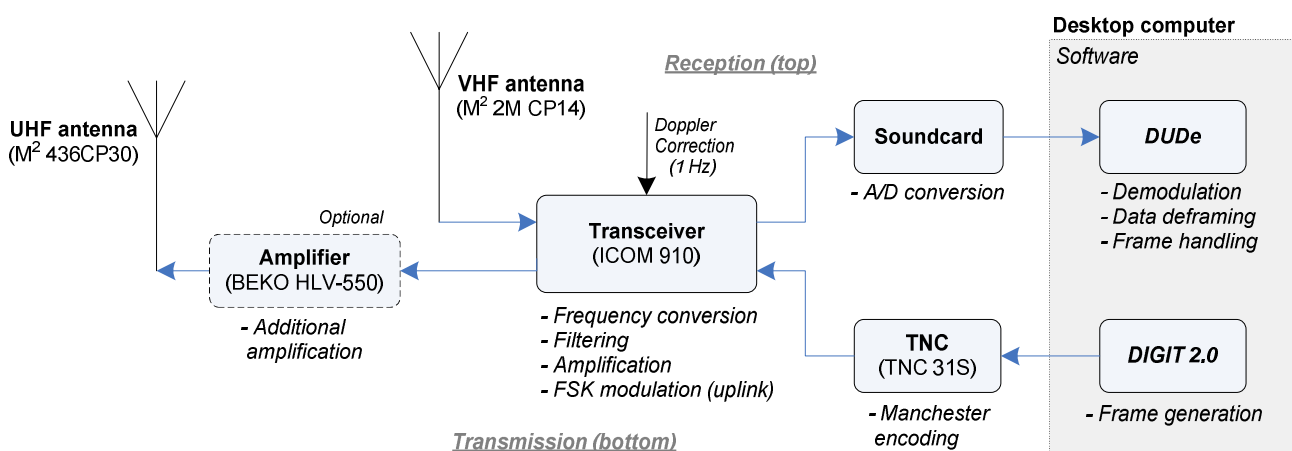 Desktop computer
Software
Reception (top)
VHF antenna
(M² 2M CP14)
UHF antenna
(M² 436CP30)
Doppler
Correction
(1 Hz)
Soundcard
- A/D conversion
DUDe
- Demodulation
- Data deframing
- Frame handling
Optional
Amplifier
(BEKO HLV-550)
- Additional
amplification
Transceiver
(ICOM 910)
- Frequency conversion
- Filtering
- Amplification
- FSK modulation (uplink)
TNC
(TNC 31S)
- Manchester
encoding
DIGIT 2.0
- Frame generation
Transmission (bottom)